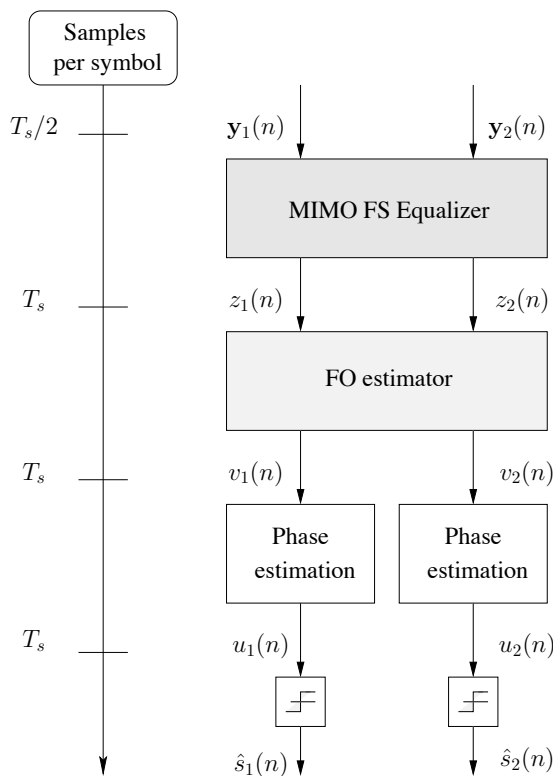 Samples
per symbol
T_s/2
y_1(n) y_2(n)
MIMO FS Equalizer
T_s
z_1(n) z_2(n)
FO estimator
T_s
v_1(n) v_2(n)
Phase
estimation
Phase
estimation
T_s
u_1(n) u_2(n)
ŝ_1(n) ŝ_2(n)